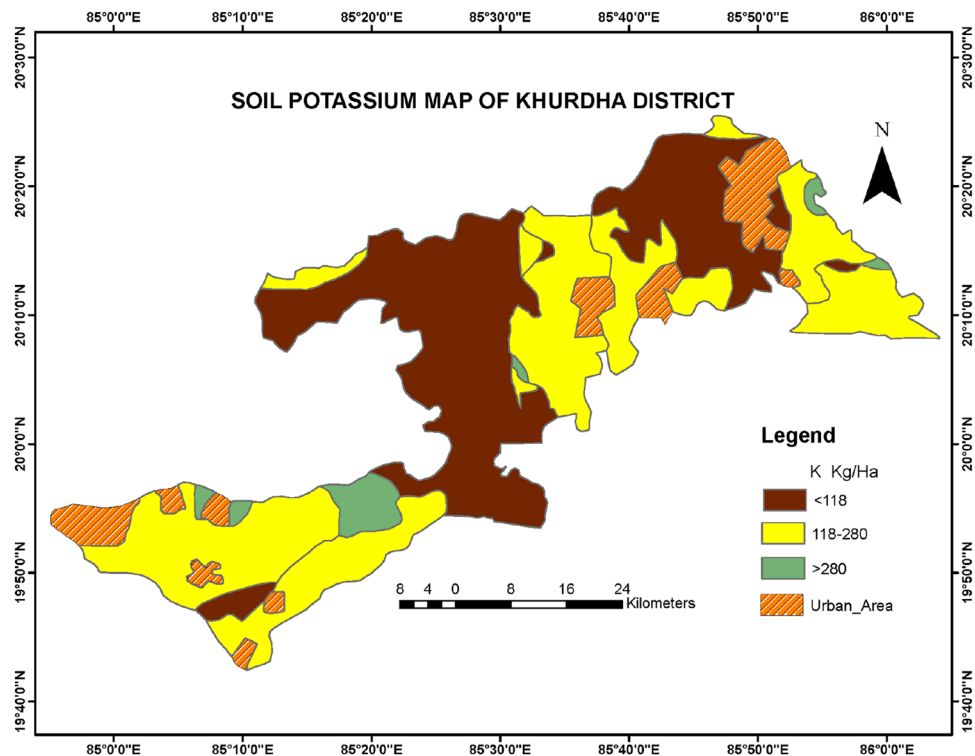 85°0'0"E 85°10'0"E 85°20'0"E 85°30'0"E 85°40'0"E 85°50'0"E 86°0'0"E
20°30'0"N 20°30'0"N
SOIL POTASSIUM MAP OF KHURDHA DISTRICT
N
20°20'0"N 20°20'0"N
20°10'0"N 20°10'0"N
20°0'0"N 20°0'0"N
Legend
K Kg/Ha
<118
118-280
>280
Urban_Area
19°50'0"N 19°50'0"N
8 4 0 8 16 24
Kilometers
19°40'0"N 19°40'0"N
85°0'0"E 85°10'0"E 85°20'0"E 85°30'0"E 85°40'0"E 85°50'0"E 86°0'0"E